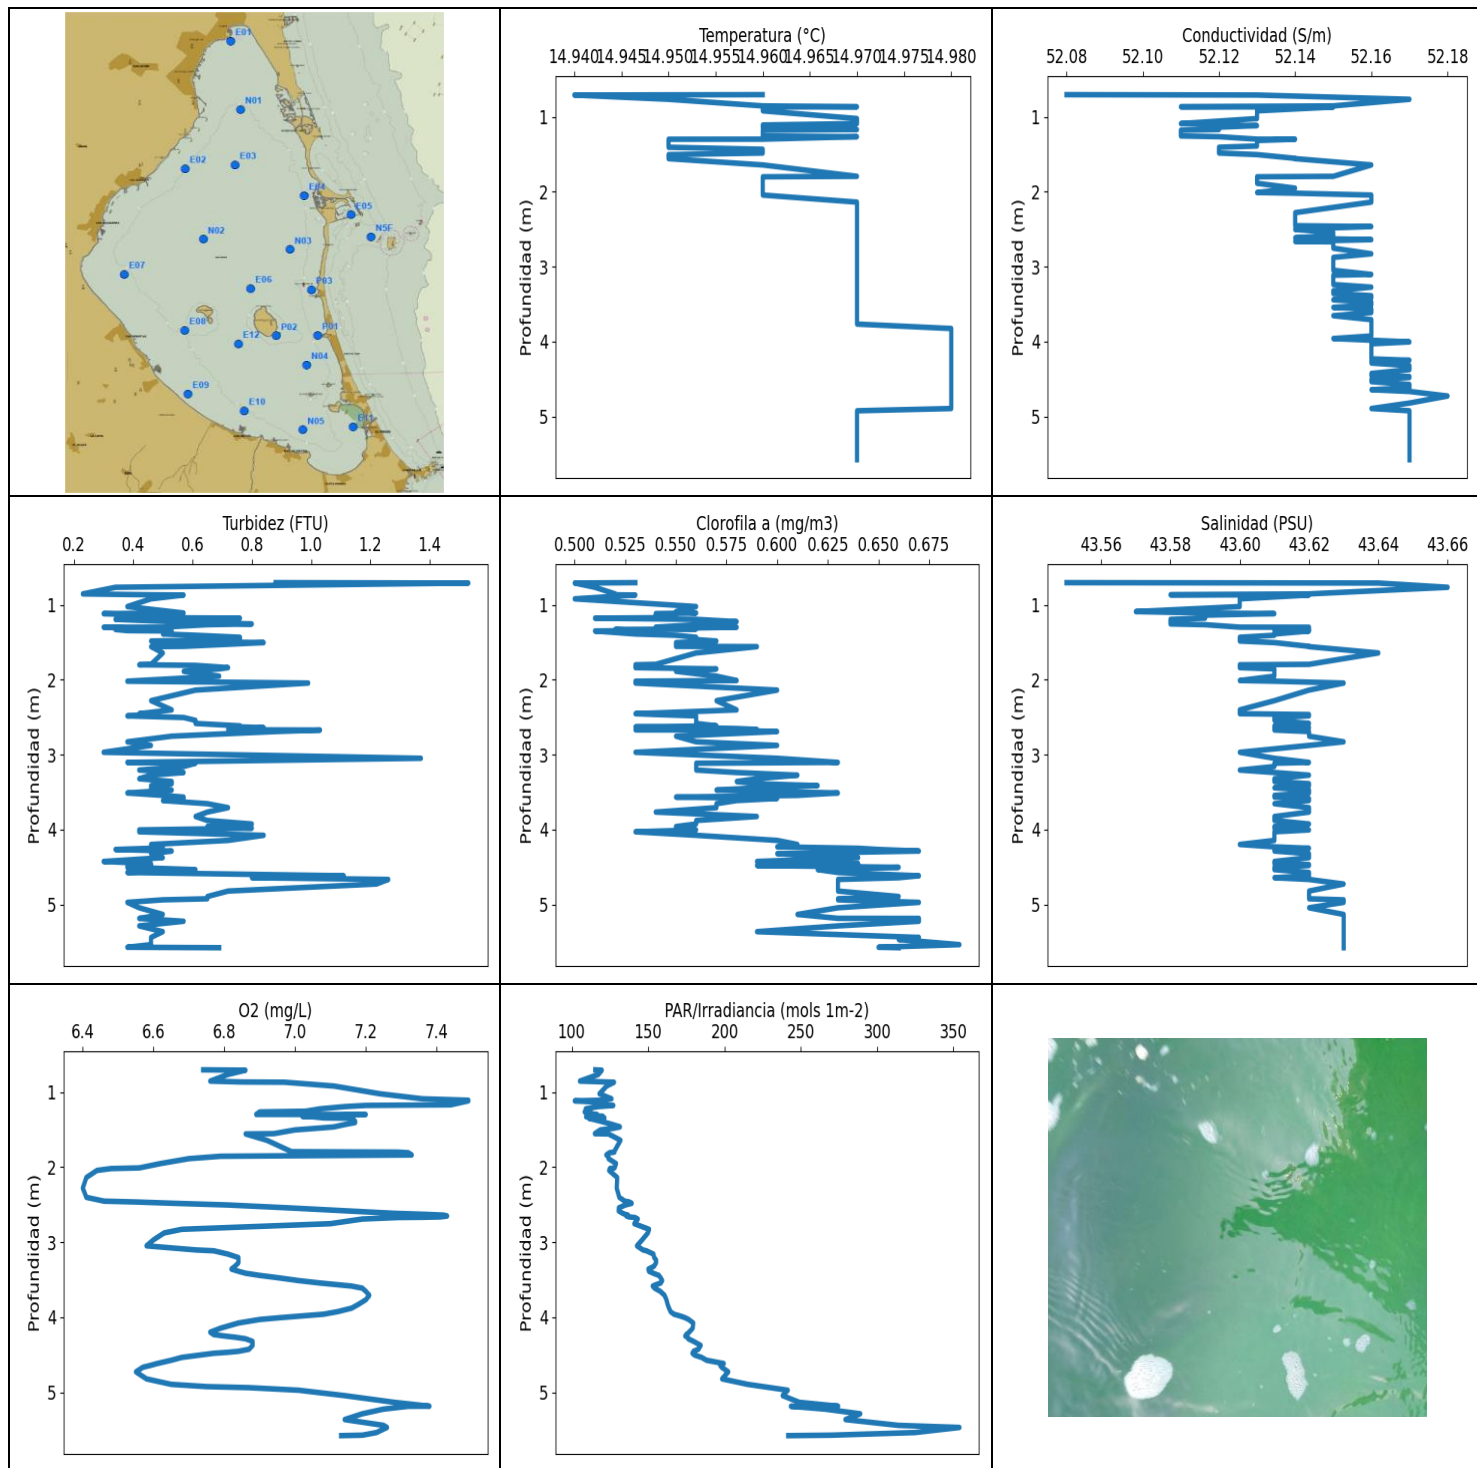 E01
N01
E02
E03
E04
E05
N5F
N02
N03
E07
E06
P03
E08
P02
P01
E12
N04
E09
E10
N05
E11
Temperatura (°C)
14.940 14.945 14.950 14.955 14.960 14.965 14.970 14.975 14.980
Profundidad (m)
1
2
3
4
5
Conductividad (S/m)
52.08 52.10 52.12 52.14 52.16 52.18
Profundidad (m)
1
2
3
4
5
Turbidez (FTU)
0.2 0.4 0.6 0.8 1.0 1.2 1.4
Profundidad (m)
1
2
3
4
5
Clorofila a (mg/m3)
0.500 0.525 0.550 0.575 0.600 0.625 0.650 0.675
Profundidad (m)
1
2
3
4
5
Salinidad (PSU)
43.56 43.58 43.60 43.62 43.64 43.66
Profundidad (m)
1
2
3
4
5
O2 (mg/L)
6.4 6.6 6.8 7.0 7.2 7.4
Profundidad (m)
1
2
3
4
5
PAR/Irradiancia (mols 1m-2)
100 150 200 250 300 350
Profundidad (m)
1
2
3
4
5